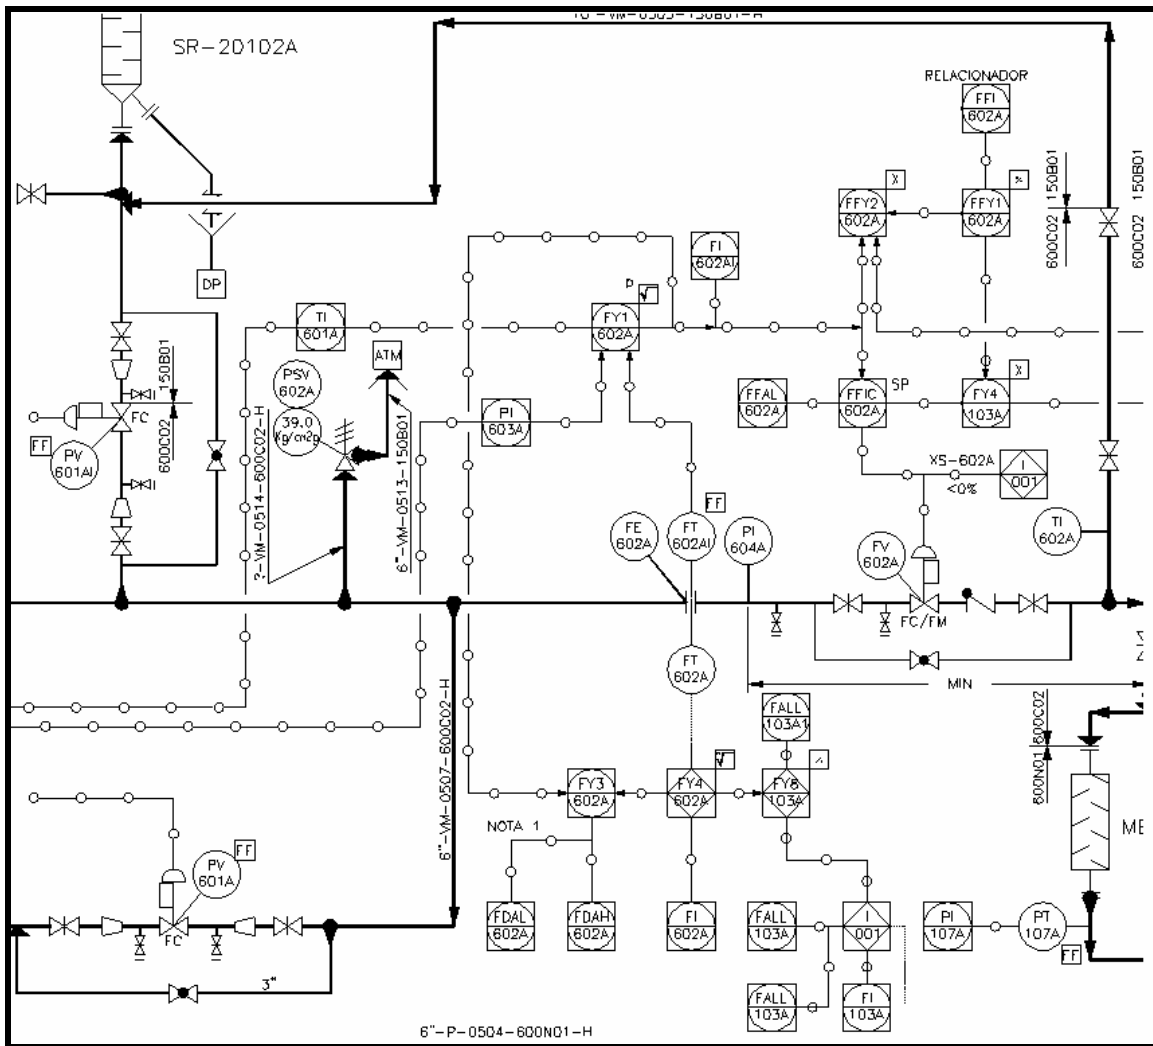 SR-20102A
RELACIONADOR
FFI
602A
150B01
600C02
150B01
600C02
X
FFY2
602A
%
FFY1
602A
DP
FI
602AI
TI
601A
P
√
FY1
602A
ATM
PSV
602A
39.0
Kg/cm2g
150B01
600C02
FC
FF
PV
601AI
PI
603A
FFAL
602A
FFIC
602A
SP
X
FY4
103A
6"-VM-0513-150B01
-VM-0514-600C02-H
XS-602A
<0%
I
001
FF
FE
602A
FT
602AI
PI
604A
FV
602A
TI
602A
FC/FM
FT
602A
MIN
6"-VM-0507-600C02-H
600C02
600N01
FALL
103A1
FY3
602A
√
FY4
602A
FY8
103A
NOTA 1
ME
PV
601A
FF
FC
3"
FDAL
602A
FDAH
602A
FI
602A
FALL
103A
I
001
PI
107A
PT
107A
FF
FALL
103A
FI
103A
6"-P-0504-600N01-H